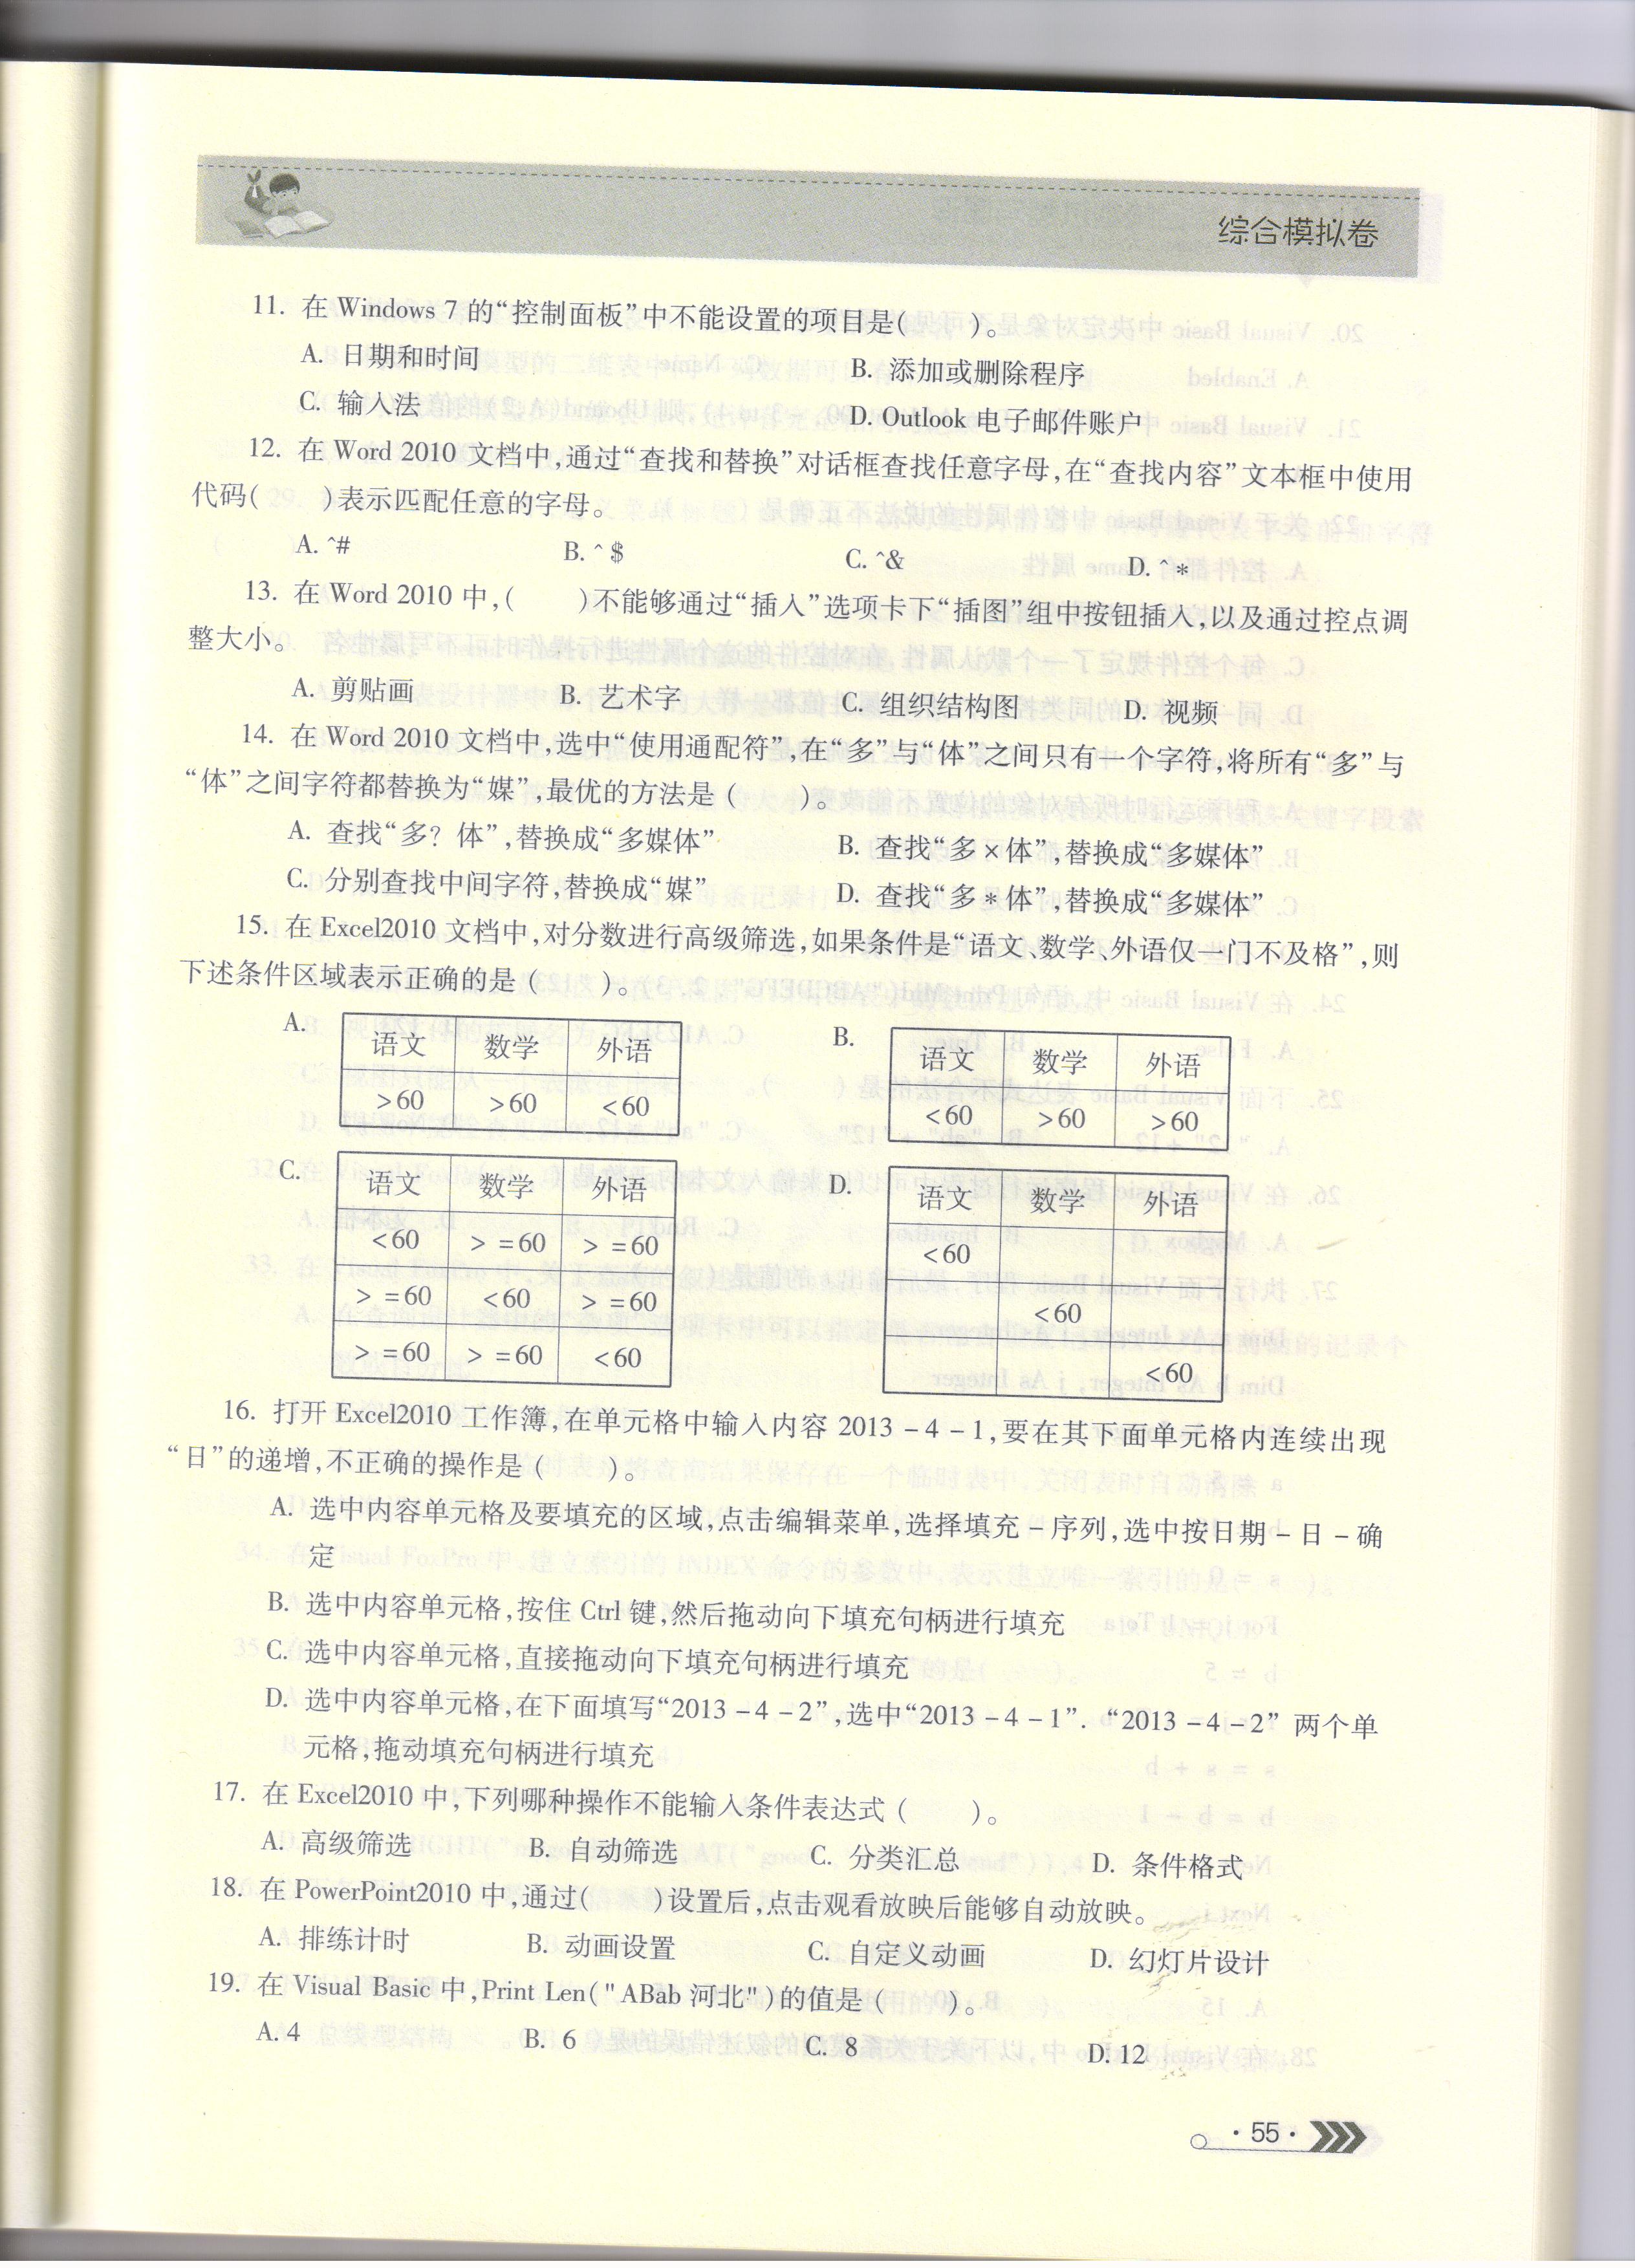 综合模拟卷
11. 在 Windows 7 的“控制面板”中不能设置的项目是(　　)。
A. 日期和时间　　B. 添加或删除程序
C. 输入法　　D. Outlook 电子邮件账户
12. 在 Word 2010 文档中,通过“查找和替换”对话框查找任意字母,在“查找内容”文本框中使用
代码(　　)表示匹配任意的字母。
A. ^#　　B. ^ $　　C. ^&　　D. ^ *
13. 在 Word 2010 中,(　　)不能够通过“插入”选项卡下“插图”组中按钮插入,以及通过控点调
整大小。
A. 剪贴画　　B. 艺术字　　C. 组织结构图　　D. 视频
14. 在 Word 2010 文档中,选中“使用通配符”,在“多”与“体”之间只有一个字符,将所有“多”与
“体”之间字符都替换为“媒”,最优的方法是 (　　)。
A. 查找“多? 体”,替换成“多媒体”　　B. 查找“多×体”,替换成“多媒体”
C. 分别查找中间字符,替换成“媒”　　D. 查找“多 * 体”,替换成“多媒体”
15. 在 Excel2010 文档中,对分数进行高级筛选,如果条件是“语文、数学、外语仅一门不及格”,则
下述条件区域表示正确的是 (　　)。
A.
语文　数学　外语
>60　>60　<60
B.
语文　数学　外语
<60　>60　>60
C.
语文　数学　外语
<60　> =60　> =60
> =60　<60　> =60
> =60　> =60　<60
D.
语文　数学　外语
<60
<60
<60
16. 打开 Excel2010 工作簿,在单元格中输入内容 2013 – 4 – 1,要在其下面单元格内连续出现
“日”的递增,不正确的操作是 (　　)。
A. 选中内容单元格及要填充的区域,点击编辑菜单,选择填充 – 序列,选中按日期 – 日 – 确
定
B. 选中内容单元格,按住 Ctrl 键,然后拖动向下填充句柄进行填充
C. 选中内容单元格,直接拖动向下填充句柄进行填充
D. 选中内容单元格,在下面填写“2013 – 4 – 2”,选中“2013 – 4 – 1”. “2013 – 4 – 2” 两个单
元格,拖动填充句柄进行填充
17. 在 Excel2010 中,下列哪种操作不能输入条件表达式 (　　)。
A. 高级筛选　　B. 自动筛选　　C. 分类汇总　　D. 条件格式
18. 在 PowerPoint2010 中,通过(　　)设置后,点击观看放映后能够自动放映。
A. 排练计时　　B. 动画设置　　C. 自定义动画　　D. 幻灯片设计
19. 在 Visual Basic 中,Print Len("ABab 河北")的值是 (　　)。
A. 4　　B. 6　　C. 8　　D. 12
· 55 ·